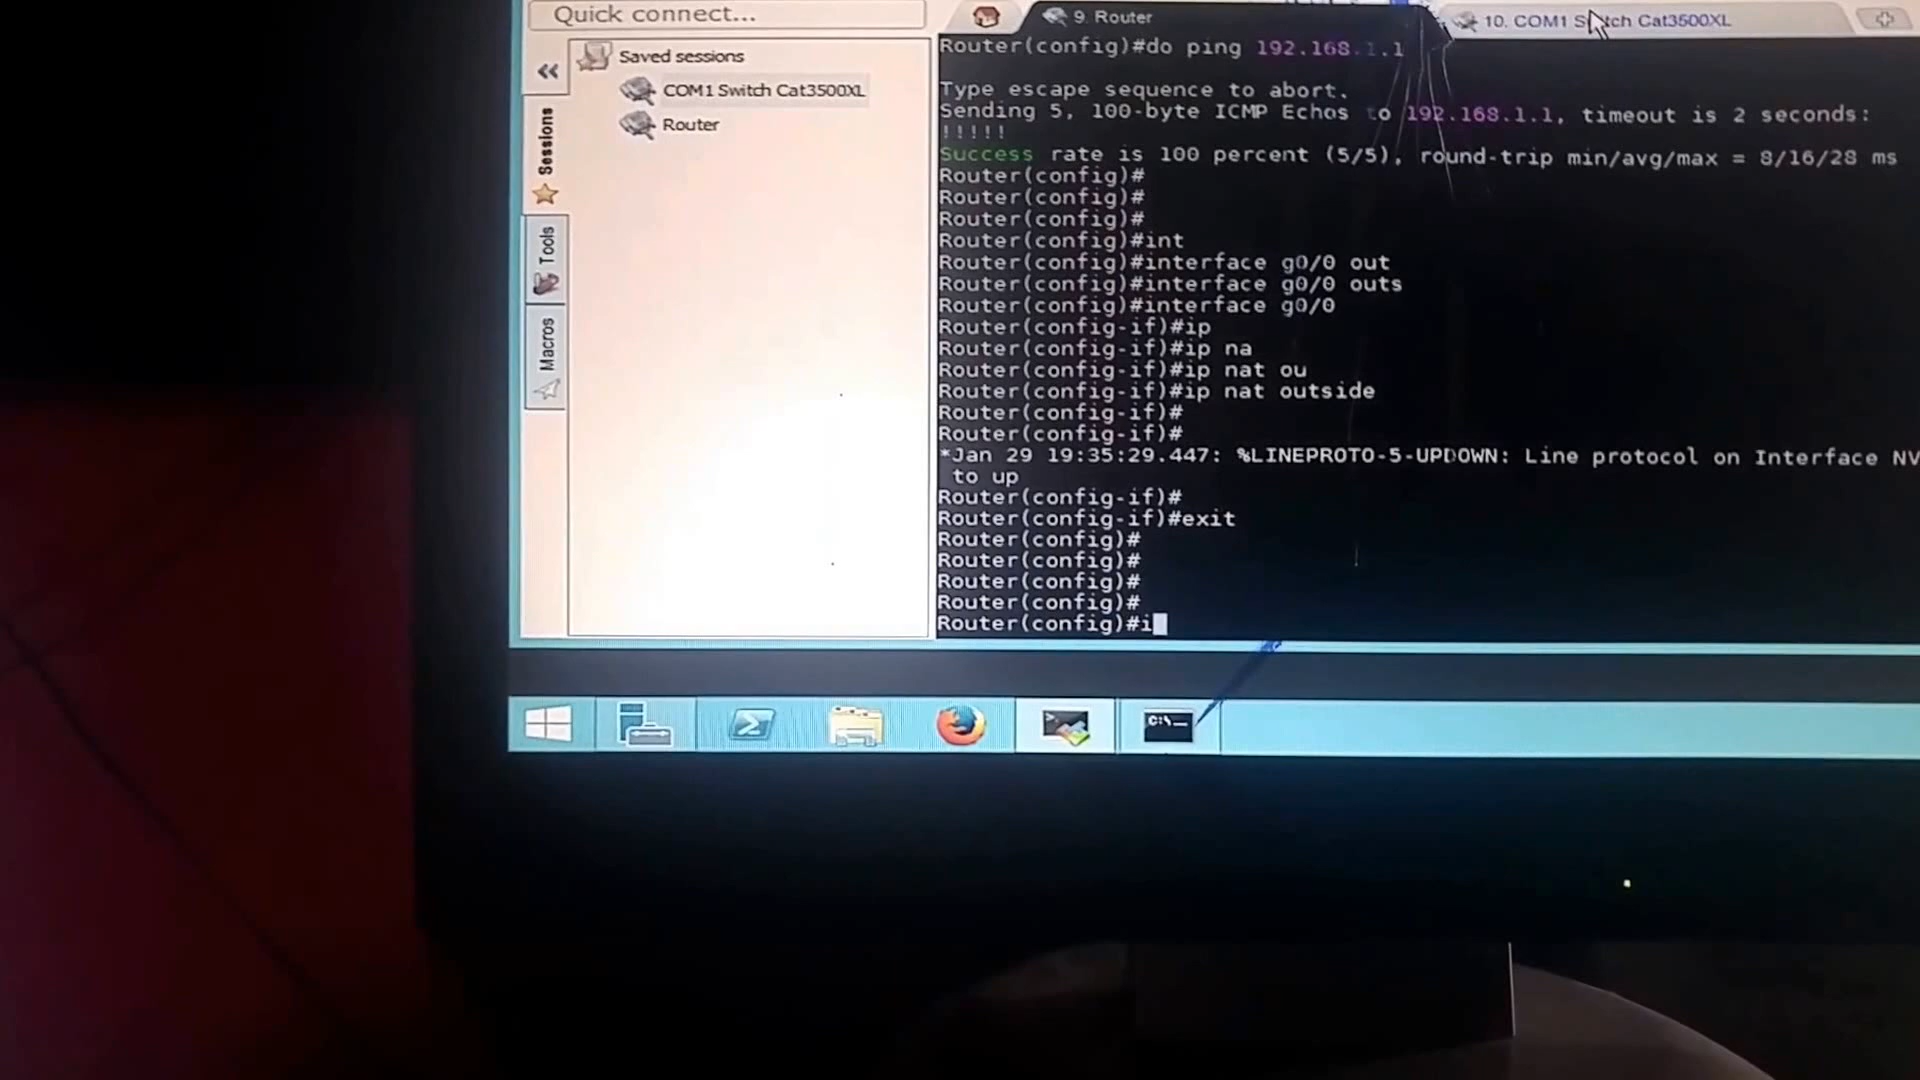 Quick connect...
9. Router
10. COM1 Switch Cat3500XL
Saved sessions
COM1 Switch Cat3500XL
Router
Sessions
Tools
Macros
Router(config)#do ping 192.168.1.1
Type escape sequence to abort.
Sending 5, 100-byte ICMP Echos to 192.168.1.1, timeout is 2 seconds:
!!!!!
Success rate is 100 percent (5/5), round-trip min/avg/max = 8/16/28 ms
Router(config)#
Router(config)#
Router(config)#
Router(config)#int
Router(config)#interface g0/0 out
Router(config)#interface g0/0 outs
Router(config)#interface g0/0
Router(config-if)#ip
Router(config-if)#ip na
Router(config-if)#ip nat ou
Router(config-if)#ip nat outside
Router(config-if)#
Router(config-if)#
*Jan 29 19:35:29.447: %LINEPROTO-5-UPDOWN: Line protocol on Interface NV
to up
Router(config-if)#
Router(config-if)#exit
Router(config)#
Router(config)#
Router(config)#
Router(config)#
Router(config)#i
C:\_